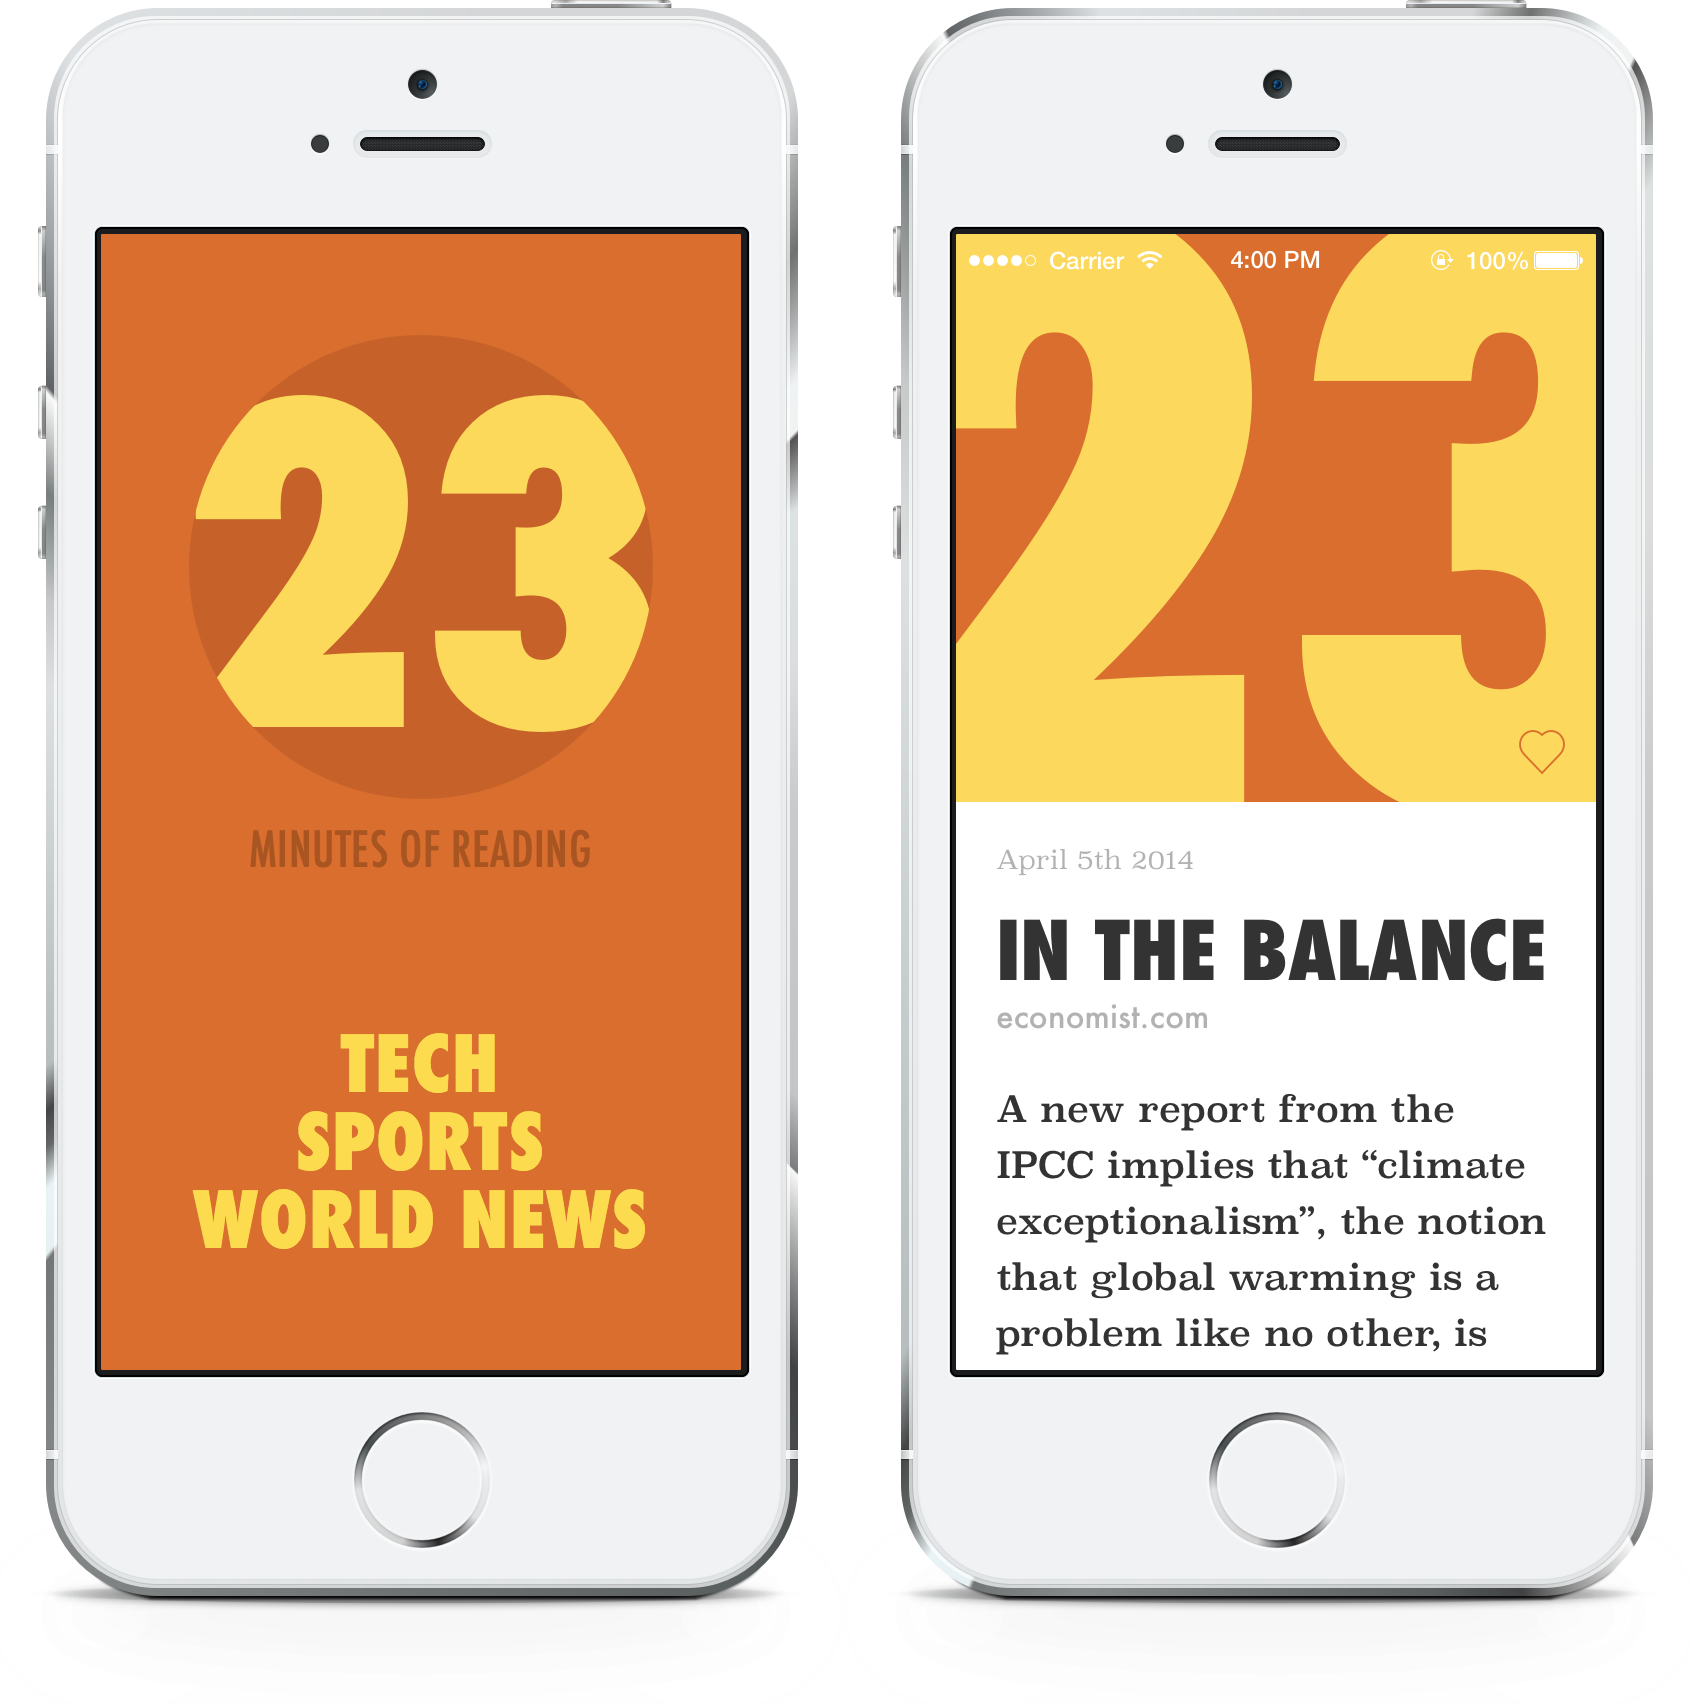 23
MINUTES OF READING
TECH
SPORTS
WORLD NEWS
Carrier 4:00 PM 100%
23
April 5th 2014
IN THE BALANCE
economist.com
A new report from the
IPCC implies that “climate
exceptionalism”, the notion
that global warming is a
problem like no other, is